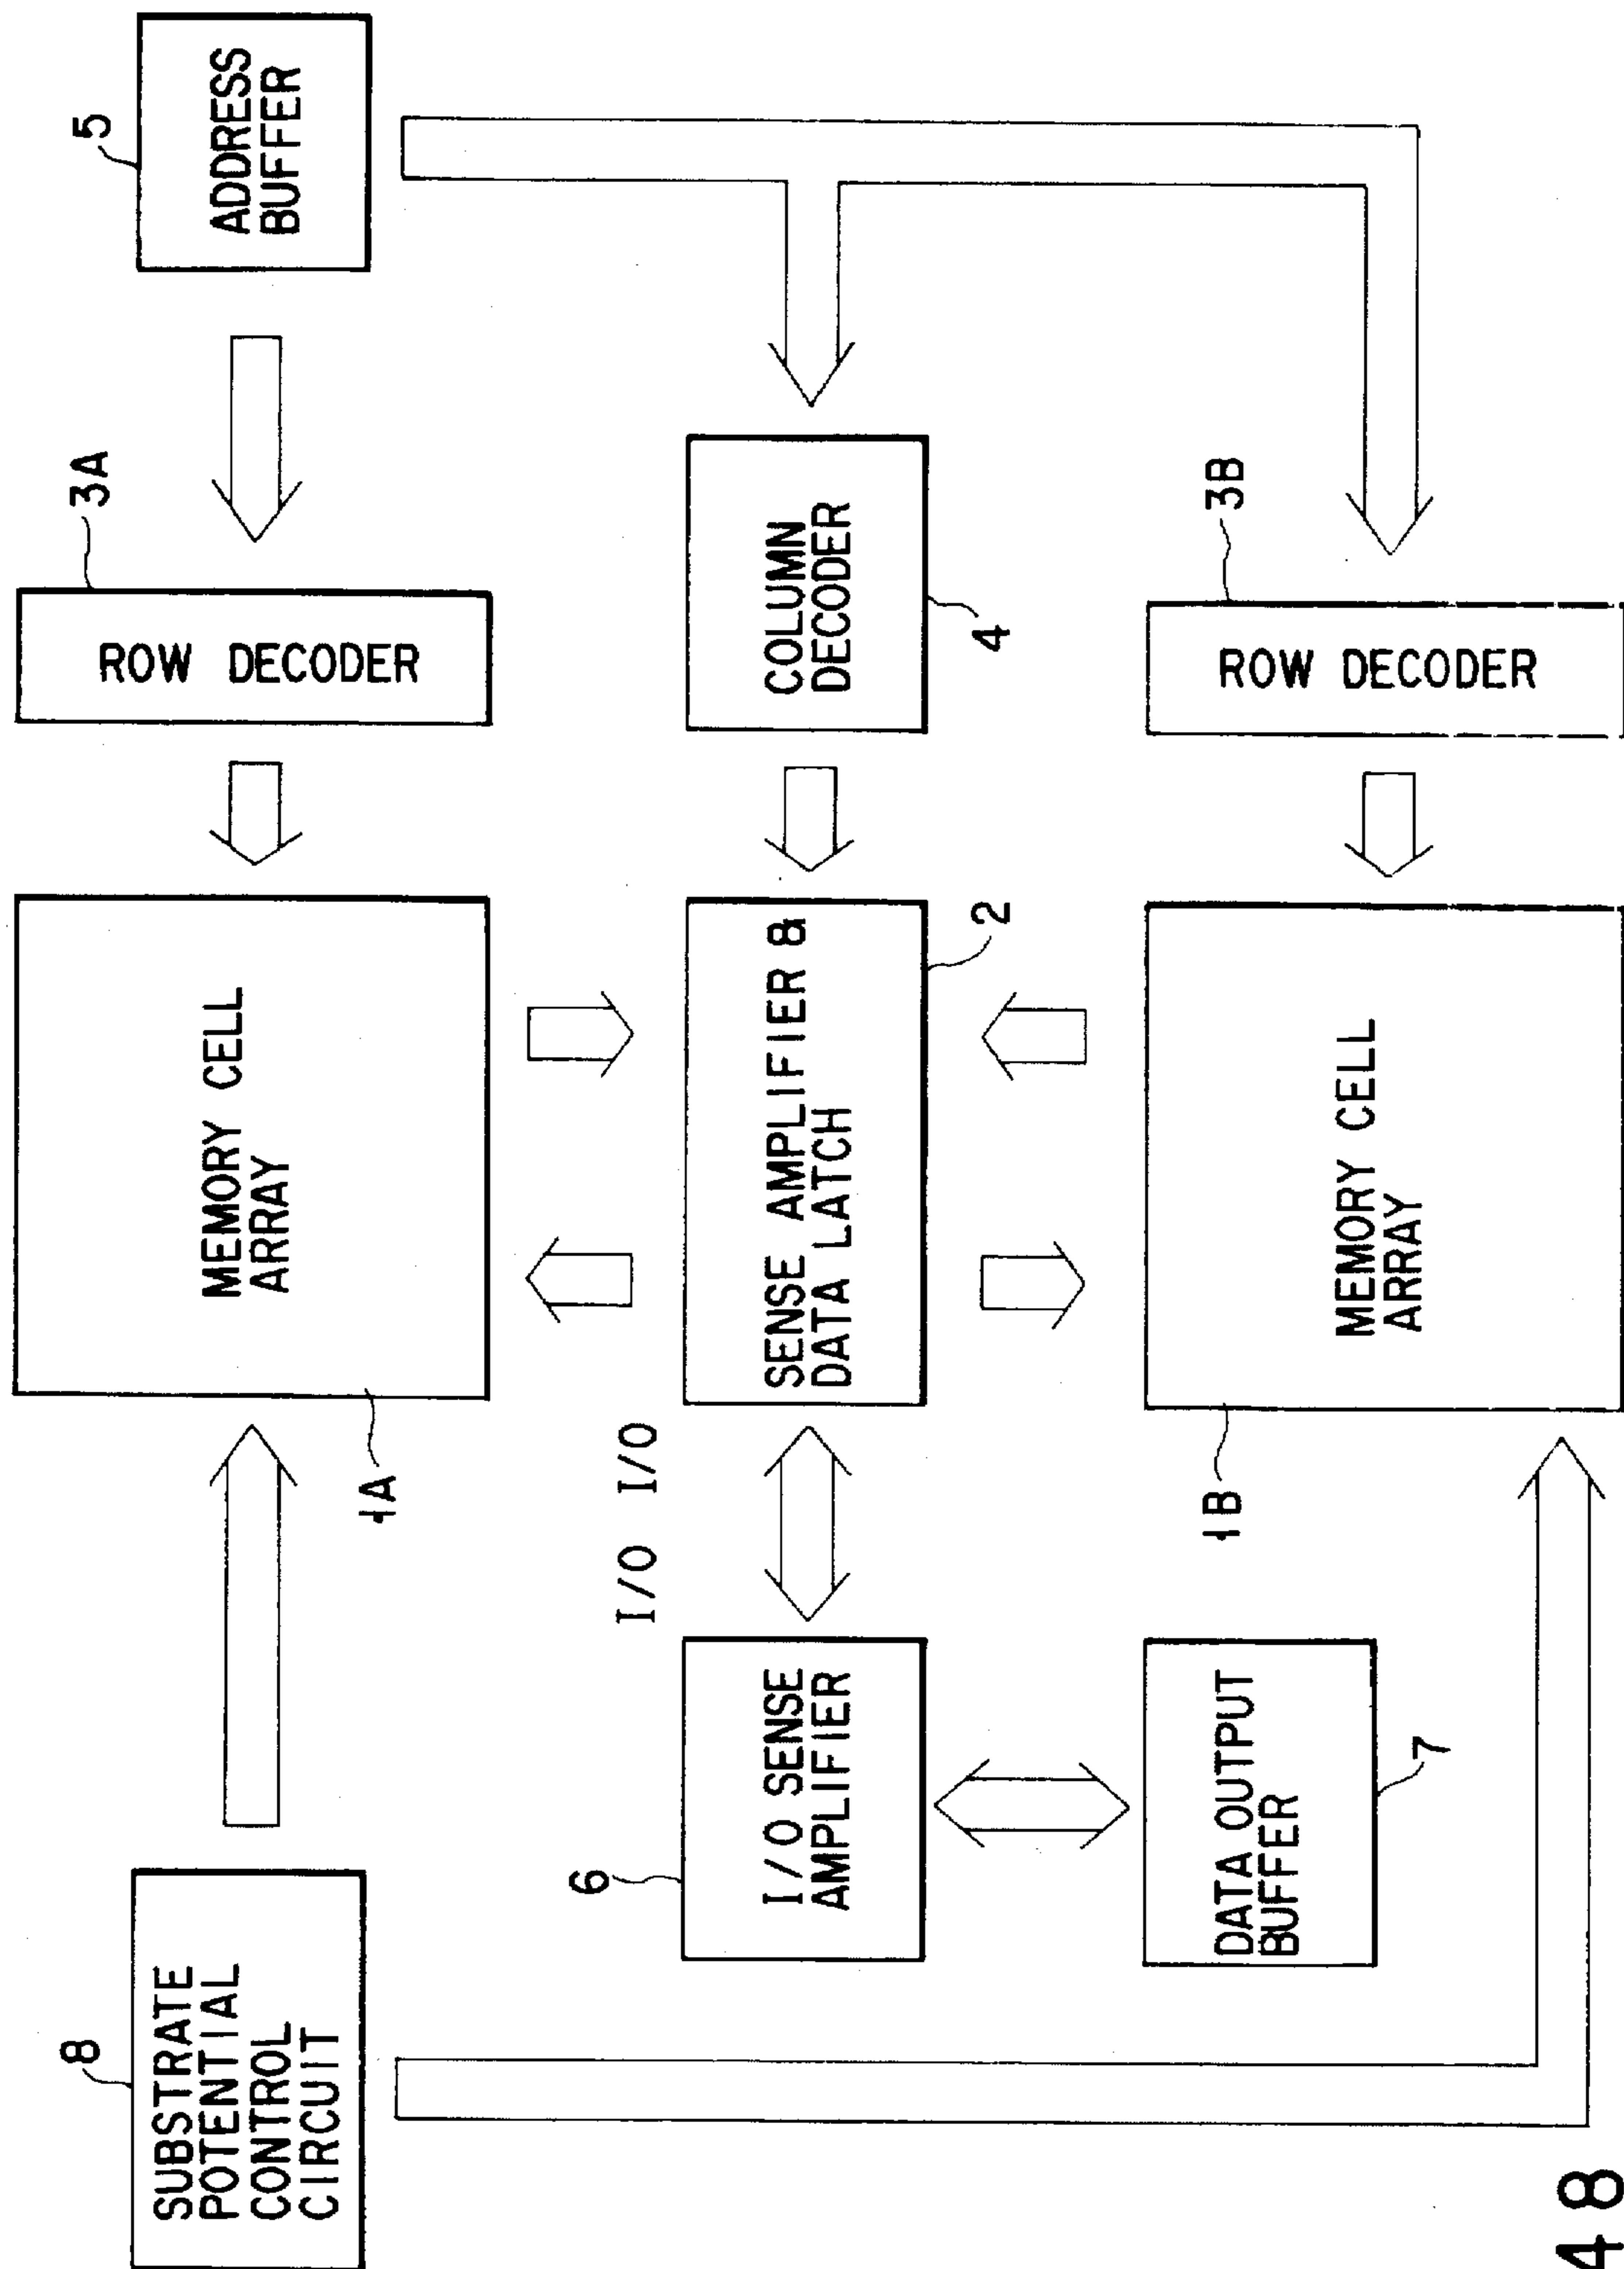 8
SUBSTRATE
POTENTIAL
CONTROL
CIRCUIT
1A
MEMORY CELL
ARRAY
3A
ROW DECODER
5
ADDRESS
BUFFER
6
I/O SENSE
AMPLIFIER
I/O I/O
SENSE AMPLIFIER &
DATA LATCH
2
COLUMN
DECODER
4
DATA OUTPUT
BUFFER
7
1B
MEMORY CELL
ARRAY
3B
ROW DECODER
48